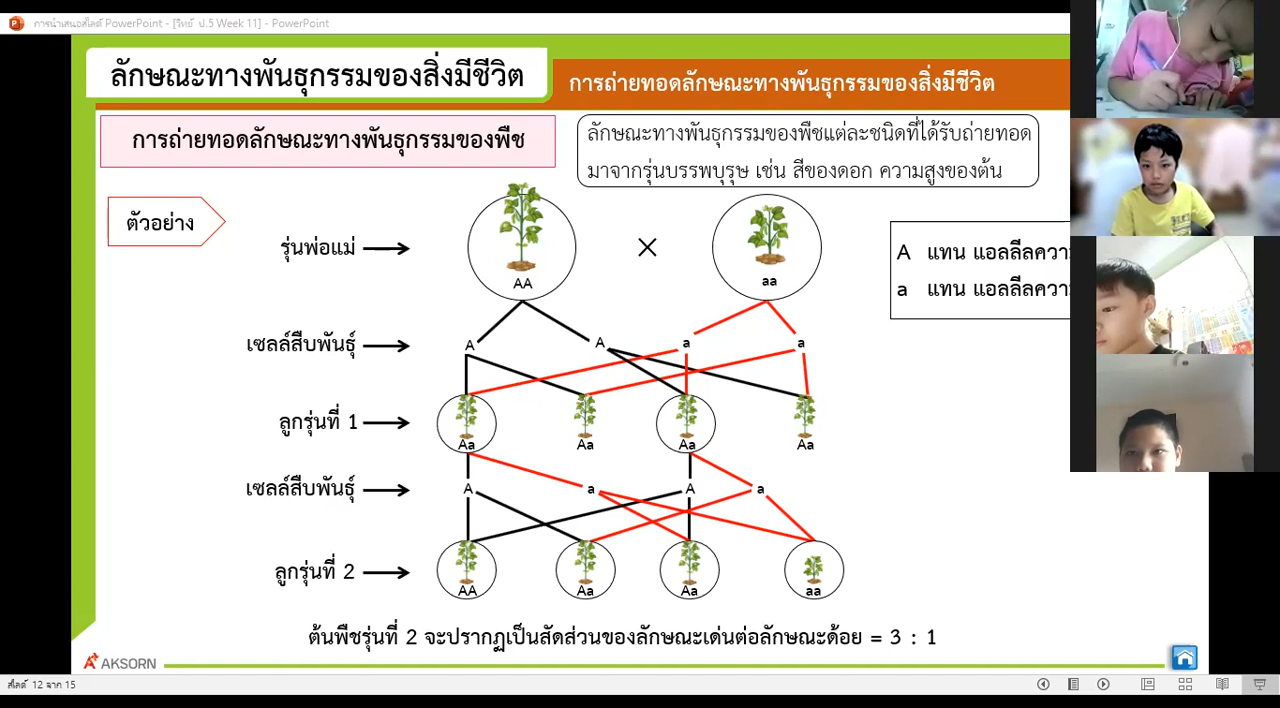 การนำเสนอสไลด์ PowerPoint - [วิทย์ ป.5 Week 11] - PowerPoint
ลักษณะทางพันธุกรรมของสิ่งมีชีวิต
การถ่ายทอดลักษณะทางพันธุกรรมของสิ่งมีชีวิต
การถ่ายทอดลักษณะทางพันธุกรรมของพืช
ลักษณะทางพันธุกรรมของพืชแต่ละชนิดที่ได้รับถ่ายทอด
มาจากรุ่นบรรพบุรุษ เช่น สีของดอก ความสูงของต้น
ตัวอย่าง
รุ่นพ่อแม่
AA
×
aa
A แทน แอลลีลความ
a แทน แอลลีลความ
เซลล์สืบพันธุ์
A A a a
ลูกรุ่นที่ 1
Aa Aa Aa Aa
เซลล์สืบพันธุ์
A a A a
ลูกรุ่นที่ 2
AA Aa Aa aa
ต้นพืชรุ่นที่ 2 จะปรากฏเป็นสัดส่วนของลักษณะเด่นต่อลักษณะด้อย = 3 : 1
AKSORN
สไลด์ 12 จาก 15